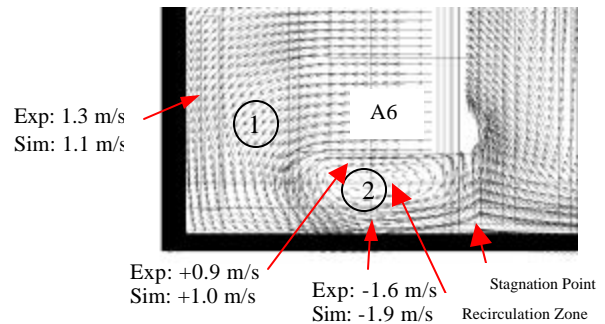 Exp: 1.3 m/s
Sim: 1.1 m/s
1
A6
2
Exp: +0.9 m/s
Sim: +1.0 m/s
Exp: -1.6 m/s
Sim: -1.9 m/s
Stagnation Point
Recirculation Zone